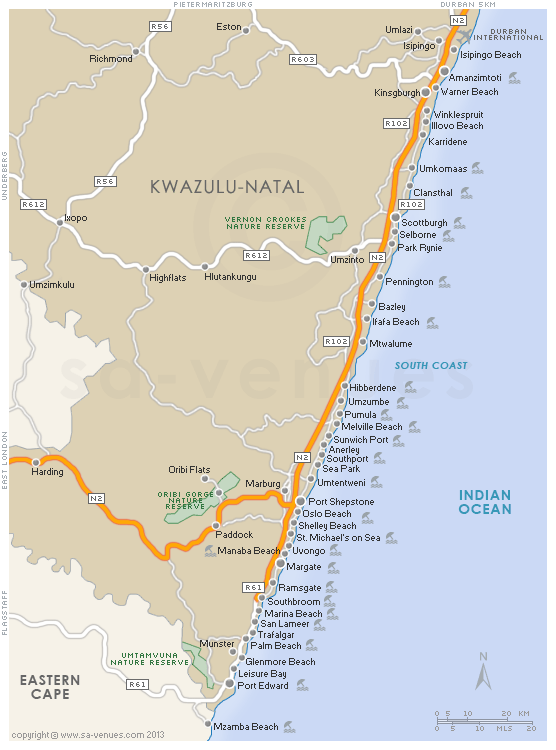 PIETERMARITZBURG
DURBAN 5KM
N2
R56
Eston
Umlazi
DURBAN
INTERNATIONAL
Isipingo
Isipingo Beach
Richmond
R603
Amanzimtoti
Kinsgburgh
Warner Beach
Winklespruit
R102
Illovo Beach
Karridene
UNDERBERG
Umkomaas
R56
KWAZULU-NATAL
Clansthal
R612
R102
Ixopo
VERNON CROOKES
NATURE RESERVE
Scottburgh
Selborne
Park Rynie
R612
Umzinto
N2
Highflats
Hlutankungu
Umzimkulu
Pennington
Bazley
Ifafa Beach
R102
Mtwalume
SOUTH COAST
sa-venues
Hibberdene
Umzumbe
Pumula
Melville Beach
Sunwich Port
Anerley
EAST LONDON
N2
Southport
Sea Park
Harding
Oribi Flats
Umtentweni
Marburg
ORIBI GORGE
NATURE
RESERVE
N2
Port Shepstone
INDIAN
OCEAN
Oslo Beach
Shelley Beach
Paddock
St. Michael's on Sea
Manaba Beach
Uvongo
Margate
R61
Ramsgate
FLAGSTAFF
Southbroom
Marina Beach
San Lameer
Trafalgar
Munster
Palm Beach
UMTAMVUNA
NATURE RESERVE
Glenmore Beach
N
EASTERN
CAPE
Leisure Bay
R61
Port Edward
0 5 10 20 KM
0 5 10 20
MLS
Mzamba Beach
copyright @ www.sa-venues.com 2013